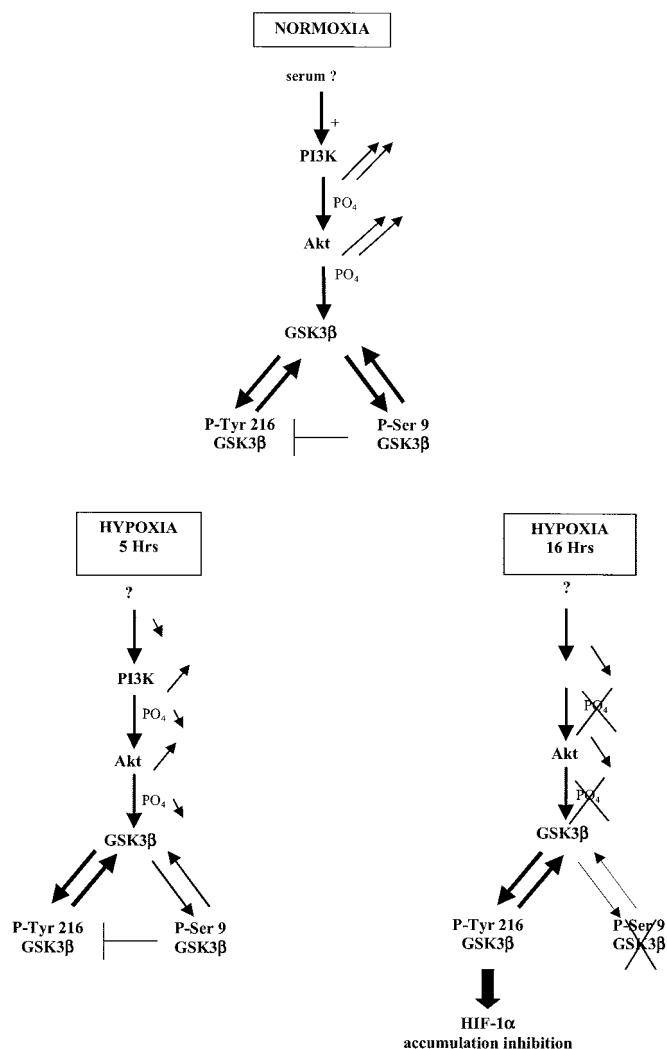 NORMOXIA
serum ?
+
PI3K
PO4
Akt
PO4
GSK3β
P-Tyr 216
GSK3β
P-Ser 9
GSK3β
HYPOXIA
5 Hrs
?
PI3K
PO4
Akt
PO4
GSK3β
P-Tyr 216
GSK3β
P-Ser 9
GSK3β
HYPOXIA
16 Hrs
?
PO4
Akt
PO4
GSK3β
P-Tyr 216
GSK3β
P-Ser 9
GSK3β
HIF-1α
accumulation inhibition